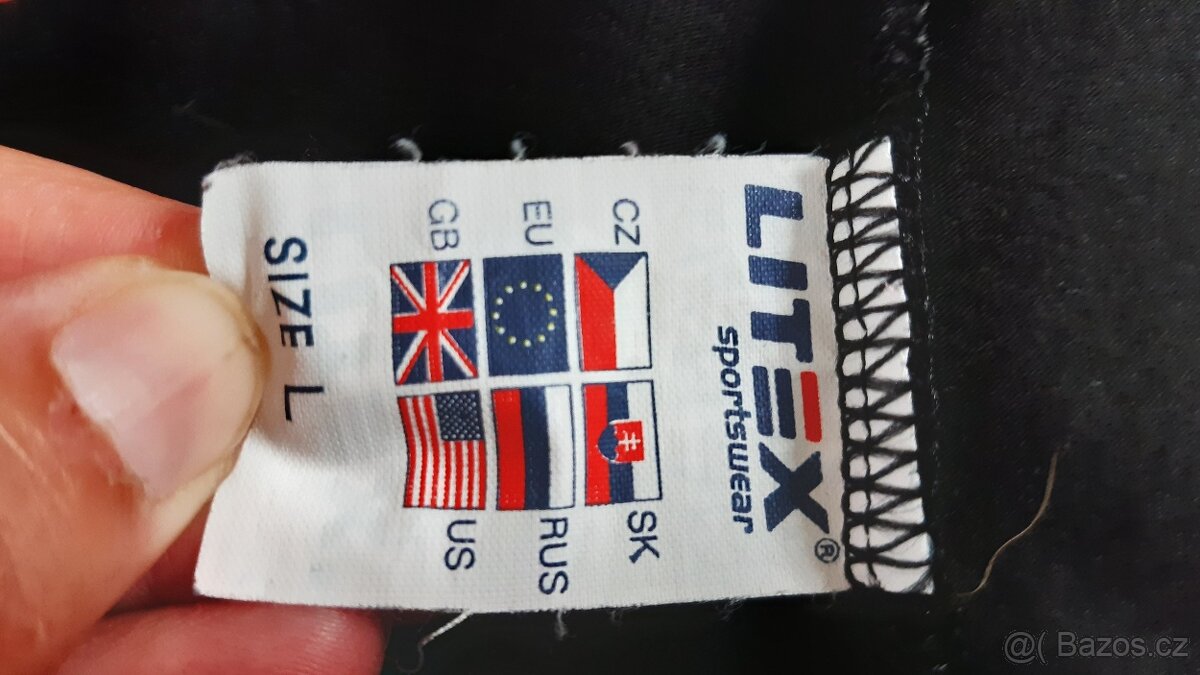 LITEX®
sportswear
CZ SK
EU RUS
GB US
SIZE L
@( Bazos.cz